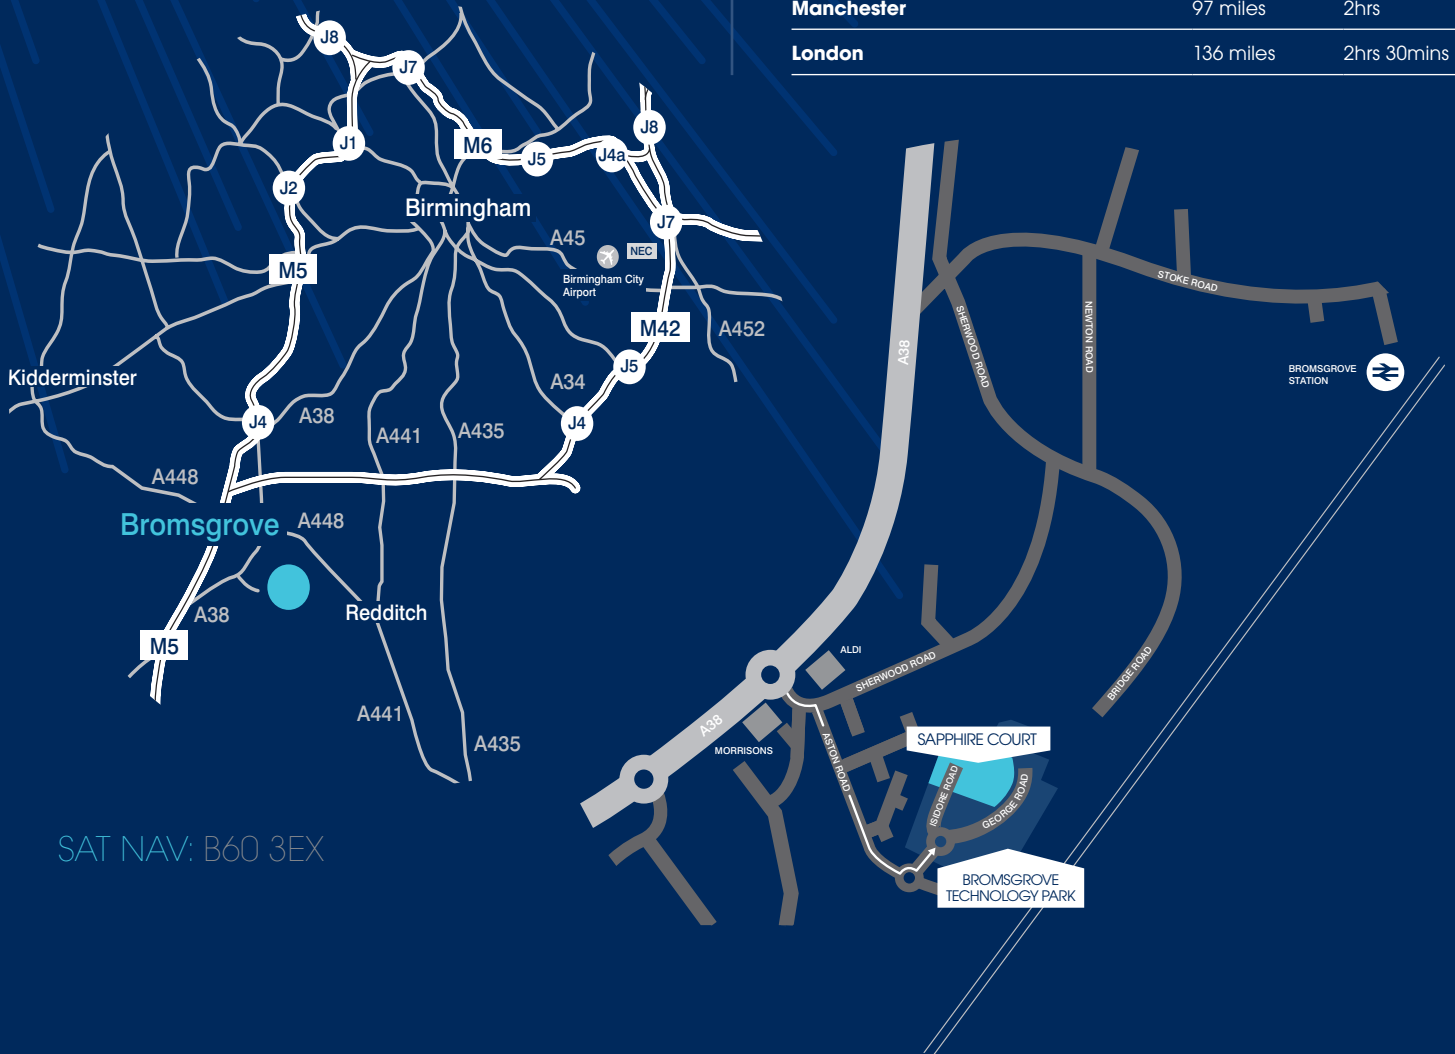 Manchester 97 miles 2hrs
London 136 miles 2hrs 30mins
J8
J7
J1
M6
J5
J4a
J8
J2
Birmingham
J7
A45
NEC
M5
Birmingham City
Airport
M42
A452
Kidderminster
J5
A34
J4
A38
A441
A435
J4
A448
Bromsgrove
A448
A38
Redditch
M5
A441
A435
SAT NAV: B60 3EX
STOKE ROAD
SHERWOOD ROAD
NEWTON ROAD
A38
BROMSGROVE
STATION
ALDI
SHERWOOD ROAD
BRIDGE ROAD
A38
MORRISONS
ASTON ROAD
SAPPHIRE COURT
ISIDORE ROAD
GEORGE ROAD
BROMSGROVE
TECHNOLOGY PARK